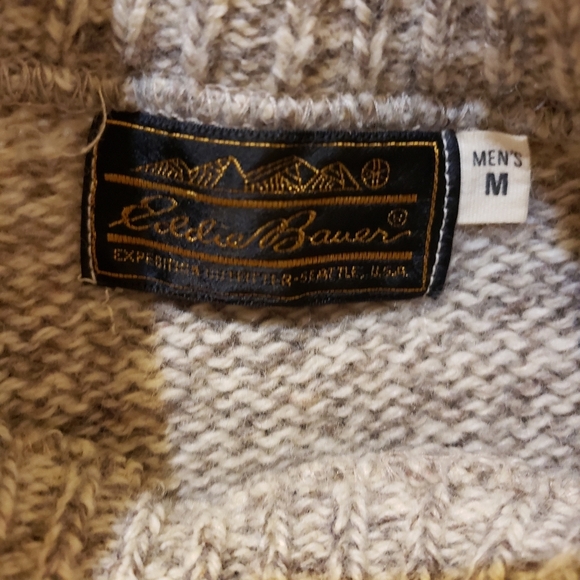 Eddie Bauer ®
EXPEDITION OUTFITTER-SEATTLE, U.S.A.
MEN'S
M